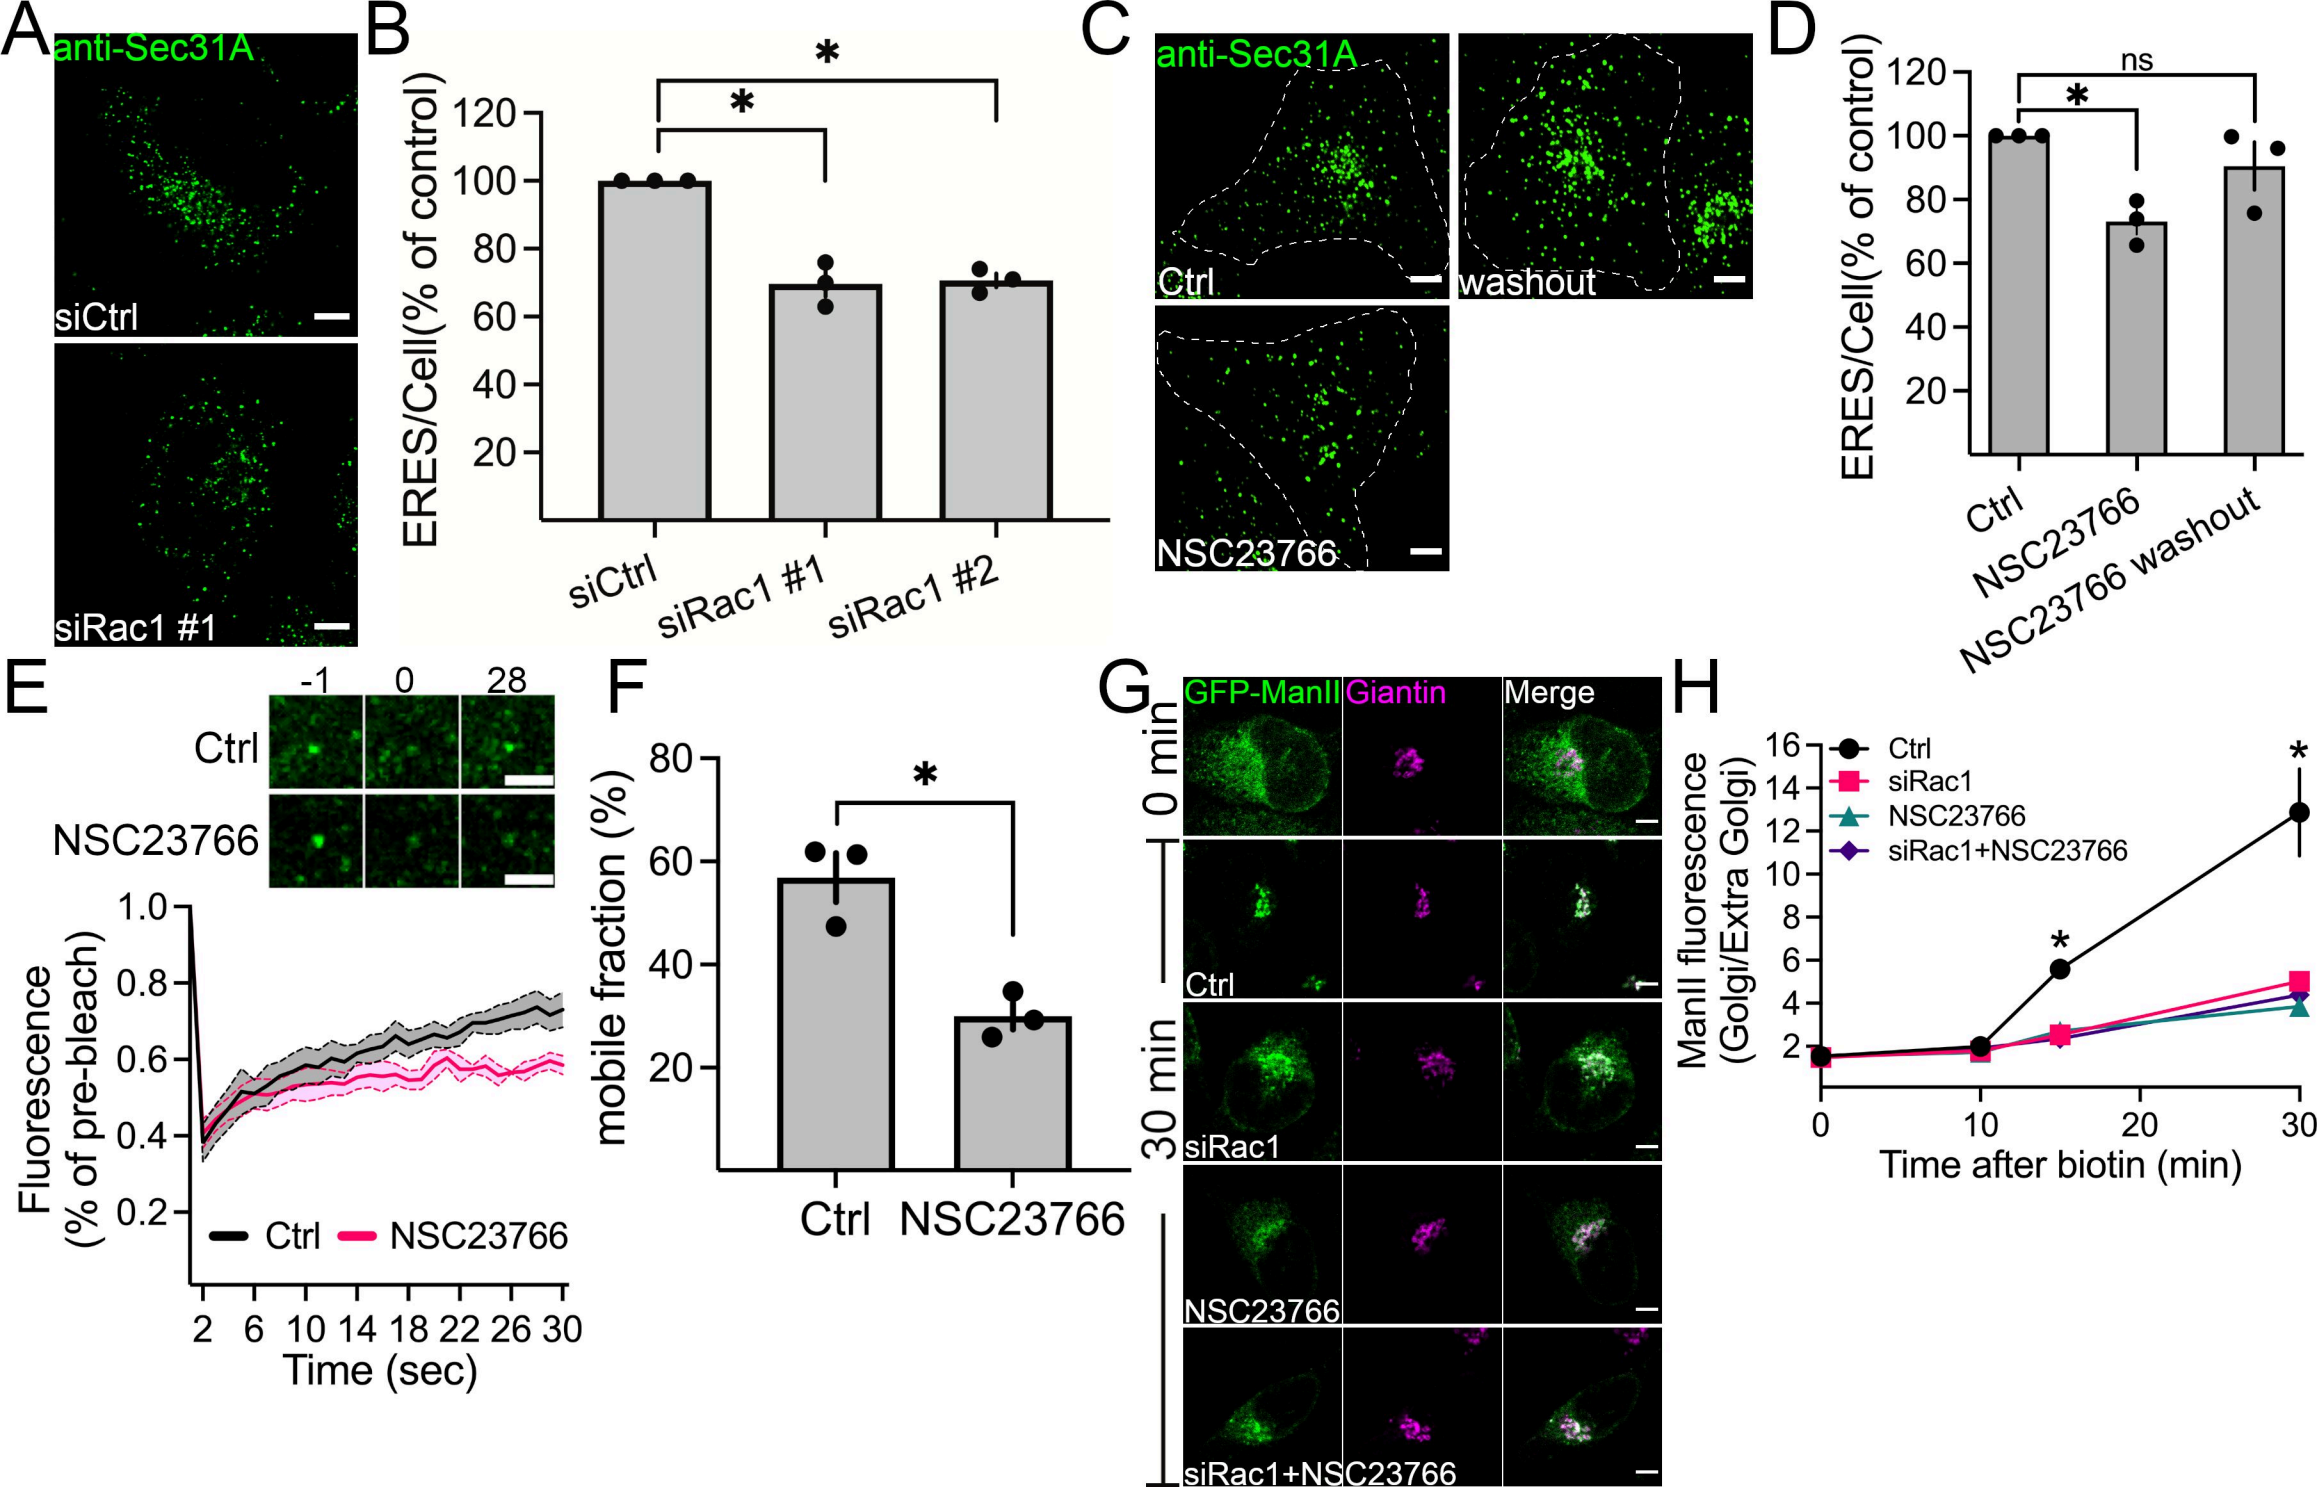 A
anti-Sec31A
siCtrl
siRac1 #1
B
ERES/Cell(% of control)
120
100
80
60
40
20
*
*
siCtrl
siRac1 #1
siRac1 #2
C
anti-Sec31A
Ctrl
washout
NSC23766
D
ERES/Cell(% of control)
120
100
80
60
40
20
ns
*
Ctrl
NSC23766
NSC23766 washout
E
-1 0 28
Ctrl
NSC23766
Fluorescence
(% of pre-bleach)
1.0
0.8
0.6
0.4
0.2
Ctrl NSC23766
2 6 10 14 18 22 26 30
Time (sec)
F
mobile fraction (%)
80
60
40
20
*
Ctrl NSC23766
G
GFP-ManII Giantin Merge
0 min
30 min
Ctrl
siRac1
NSC23766
siRac1+NSC23766
H
ManII fluorescence
(Golgi/Extra Golgi)
16
14
12
10
8
6
4
2
Ctrl
siRac1
NSC23766
siRac1+NSC23766
*
*
0 10 20 30
Time after biotin (min)